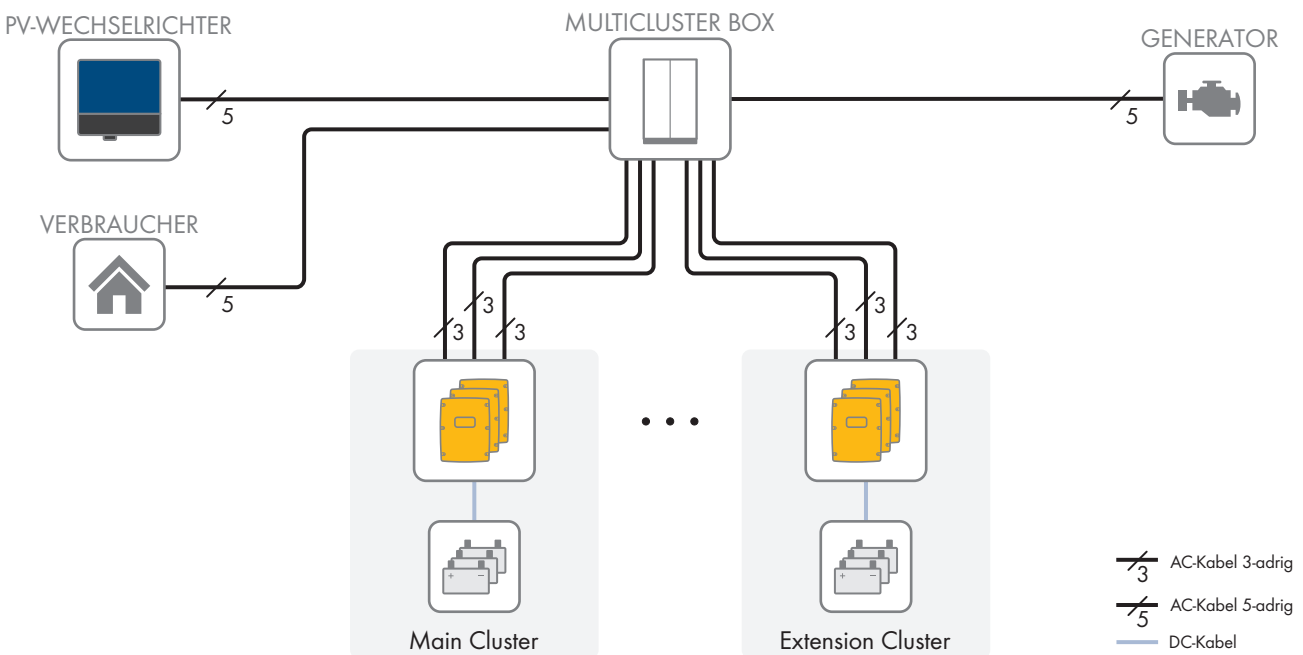 PV-WECHSELRICHTER
MULTICLUSTER BOX
GENERATOR
5
5
VERBRAUCHER
5
3
3
3
3
3
3
+ −
+ −
Main Cluster
Extension Cluster
3 AC-Kabel 3-adrig
5 AC-Kabel 5-adrig
DC-Kabel